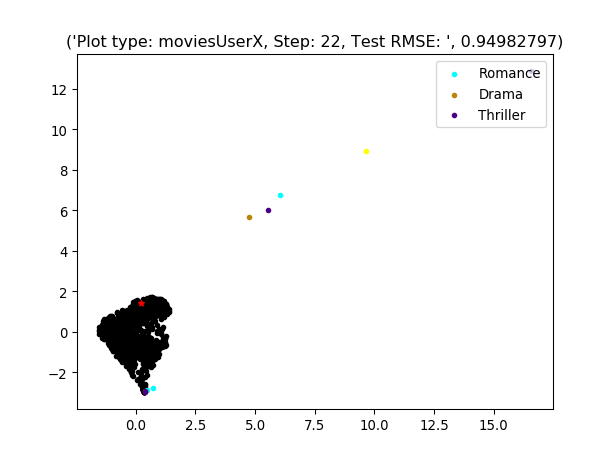 ('Plot type: moviesUserX, Step: 22, Test RMSE: ', 0.94982797)
Romance
Drama
Thriller
12
10
8
6
4
2
0
−2
0.0 2.5 5.0 7.5 10.0 12.5 15.0